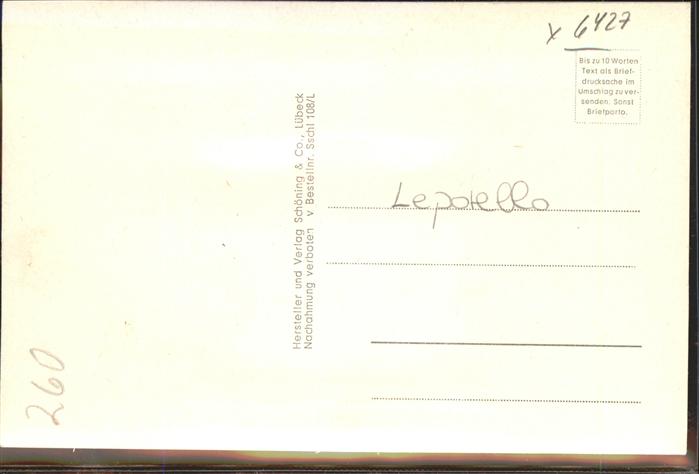 x 6427
Bis zu 10 Worten
Text als Brief-
drucksache im
Umschlag zu ver-
senden. Sonst
Briefporto.
Hersteller und Verlag Schöning & Co., Lübeck
Nachahmung verboten v Bestellnr. Sschl 108/L
Leporello
260